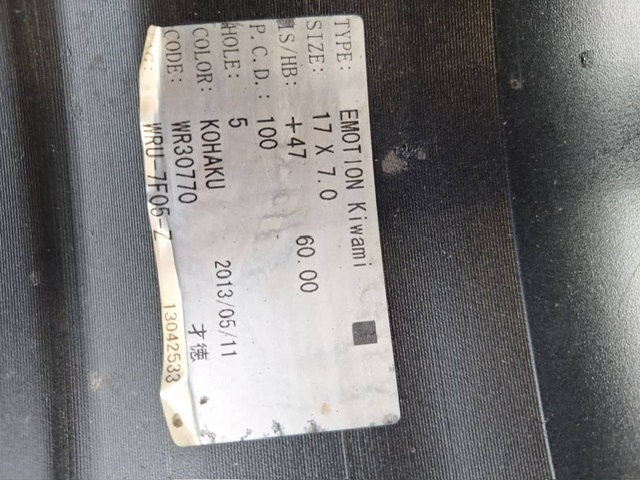 TYPE: EMOTION Kiwami
SIZE: 17 X 7.0
IS/HB: +47 60.00
P.C.D.: 100
HOLE: 5
COLOR: KOHAKU 2013/05/11
CODE: WR30770 才徳
WRU-7F05-Z 13042533